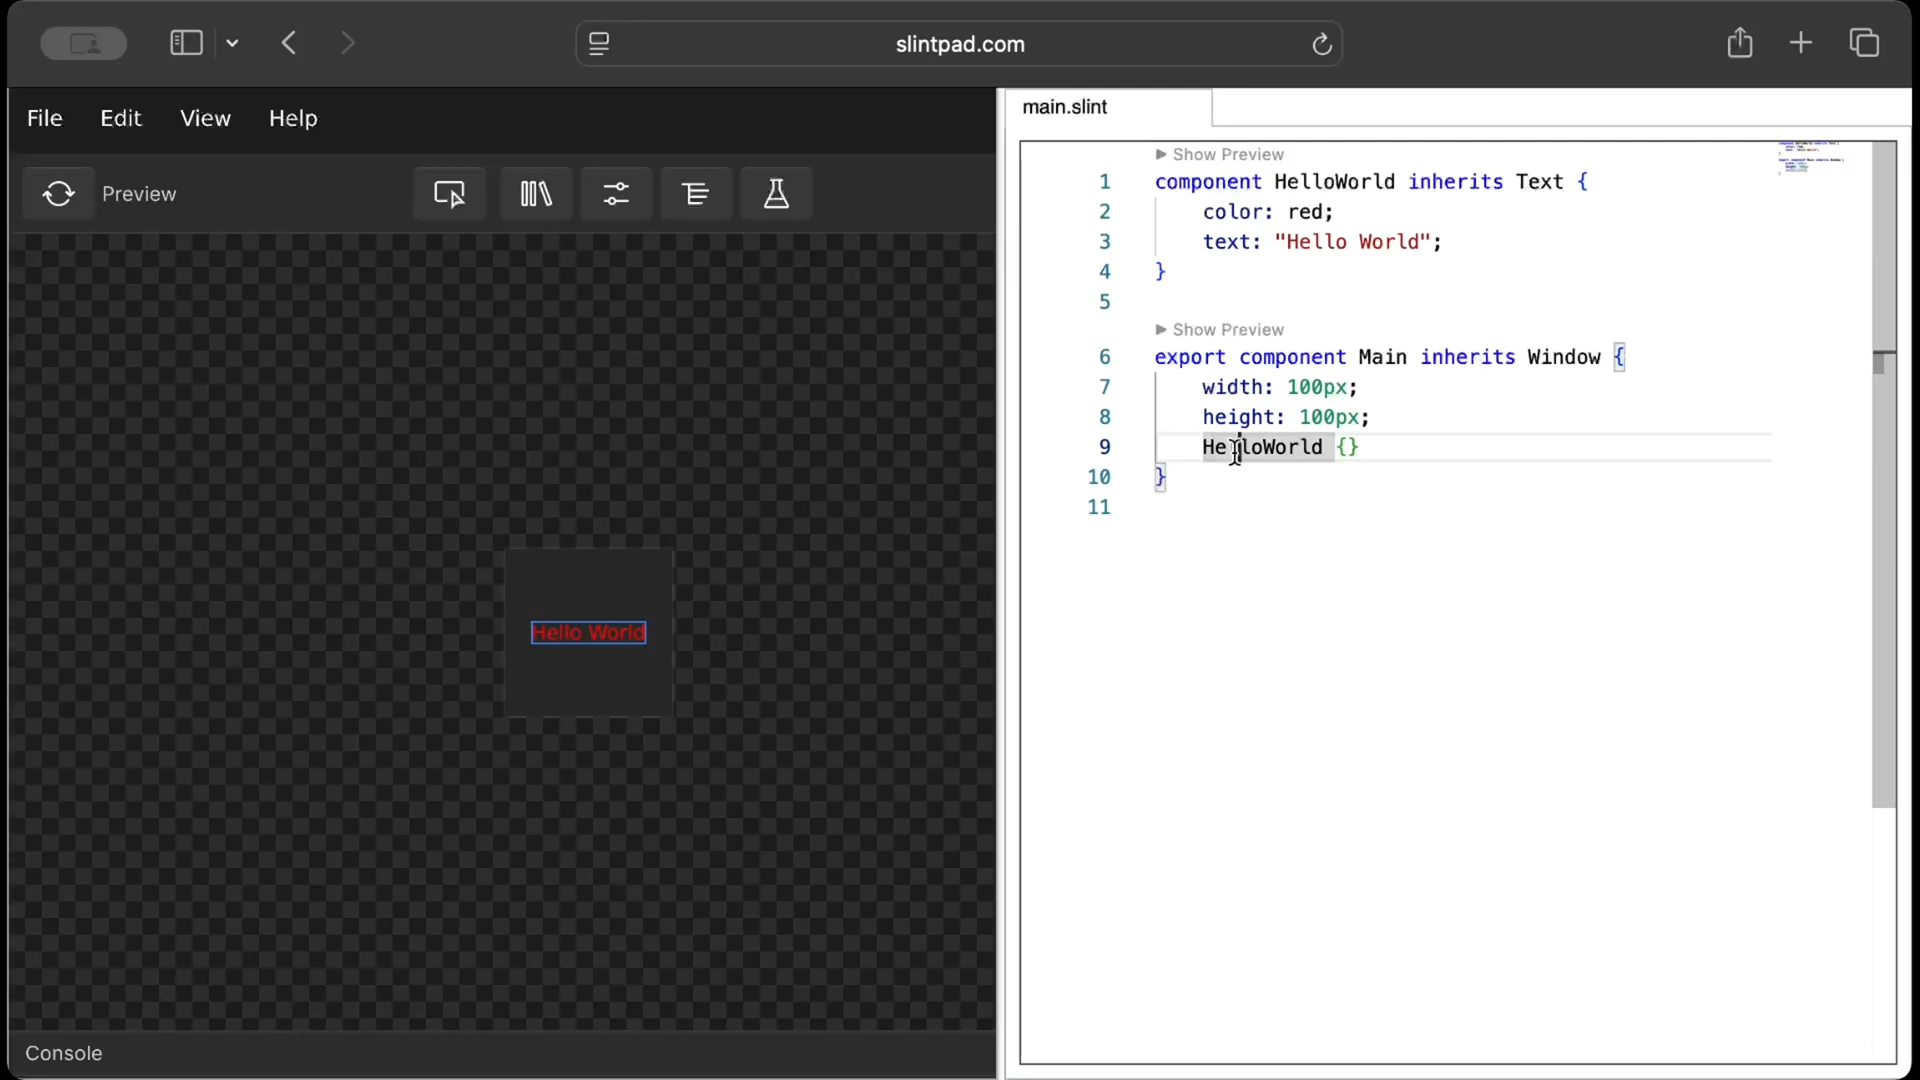 slintpad.com
File Edit View Help
Preview
Hello World
Console
main.slint
▶ Show Preview
1 component HelloWorld inherits Text {
2 color: red;
3 text: "Hello World";
4 }
5
▶ Show Preview
6 export component Main inherits Window {
7 width: 100px;
8 height: 100px;
9 HelloWorld {}
10 }
11